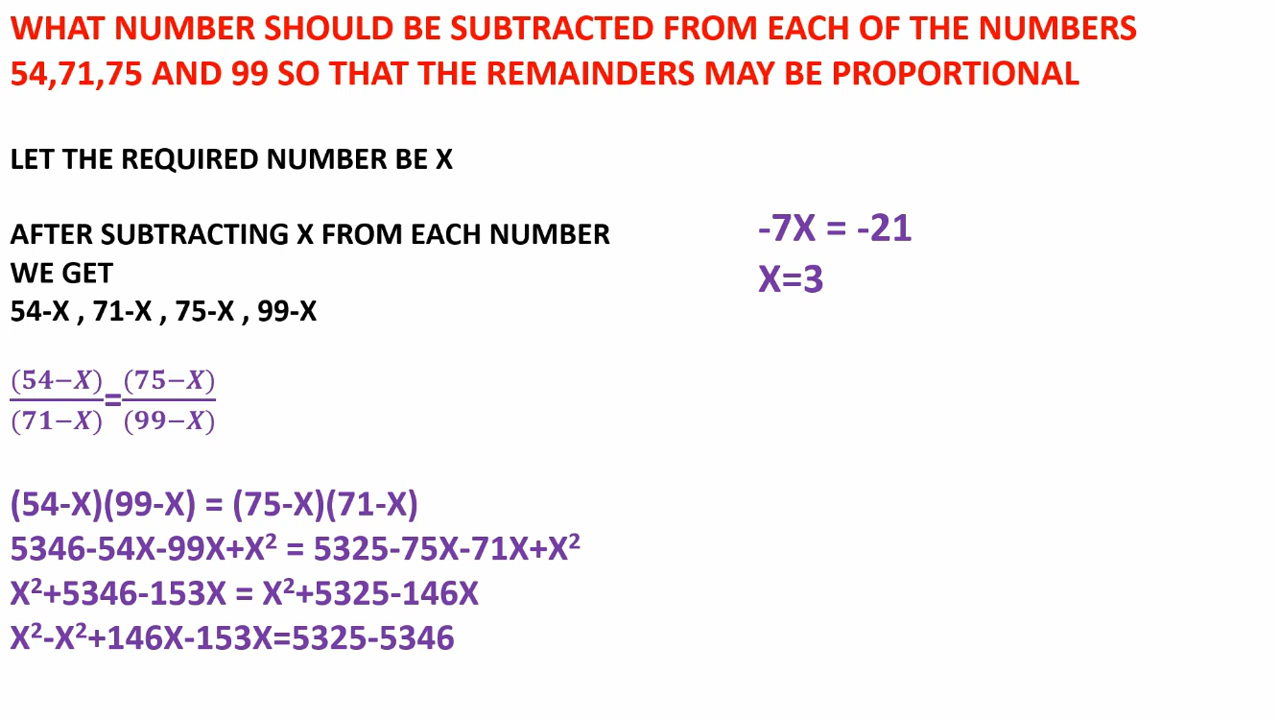 WHAT NUMBER SHOULD BE SUBTRACTED FROM EACH OF THE NUMBERS
54,71,75 AND 99 SO THAT THE REMAINDERS MAY BE PROPORTIONAL
LET THE REQUIRED NUMBER BE X
AFTER SUBTRACTING X FROM EACH NUMBER
WE GET
54-X , 71-X , 75-X , 99-X
(54−X)/(71−X)=(75−X)/(99−X)
(54-X)(99-X) = (75-X)(71-X)
5346-54X-99X+X² = 5325-75X-71X+X²
X²+5346-153X = X²+5325-146X
X²-X²+146X-153X=5325-5346
-7X = -21
X=3